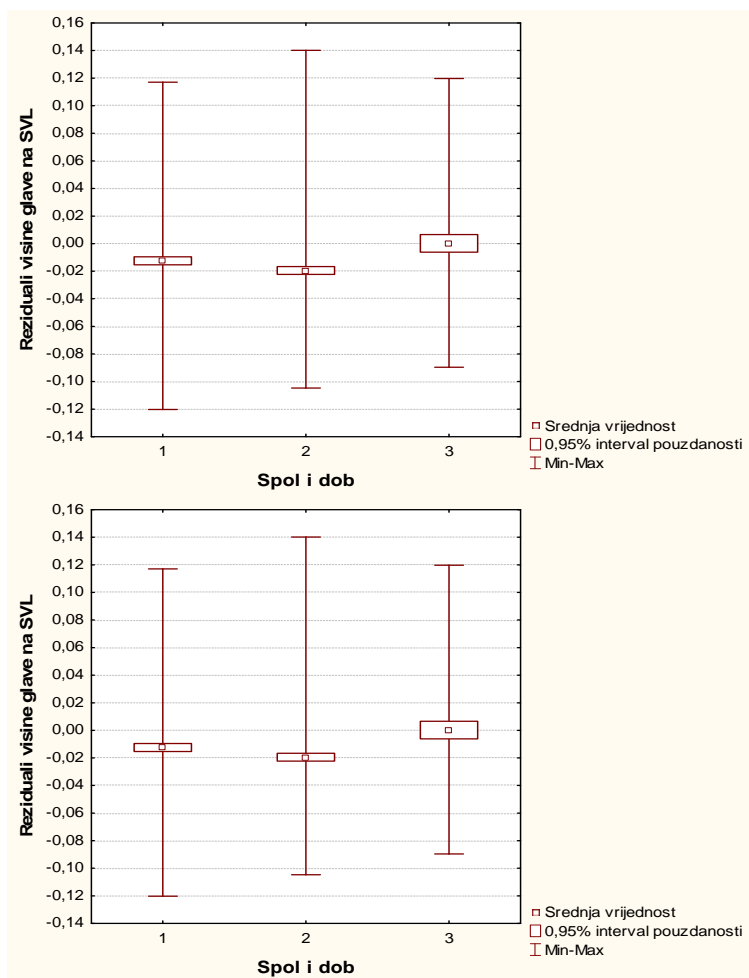 Reziduali visine glave na SVL
0,16
0,14
0,12
0,10
0,08
0,06
0,04
0,02
0,00
-0,02
-0,04
-0,06
-0,08
-0,10
-0,12
-0,14
1 2 3
Spol i dob
Srednja vrijednost
0,95% interval pouzdanosti
Min-Max
Reziduali visine glave na SVL
0,16
0,14
0,12
0,10
0,08
0,06
0,04
0,02
0,00
-0,02
-0,04
-0,06
-0,08
-0,10
-0,12
-0,14
1 2 3
Spol i dob
Srednja vrijednost
0,95% interval pouzdanosti
Min-Max